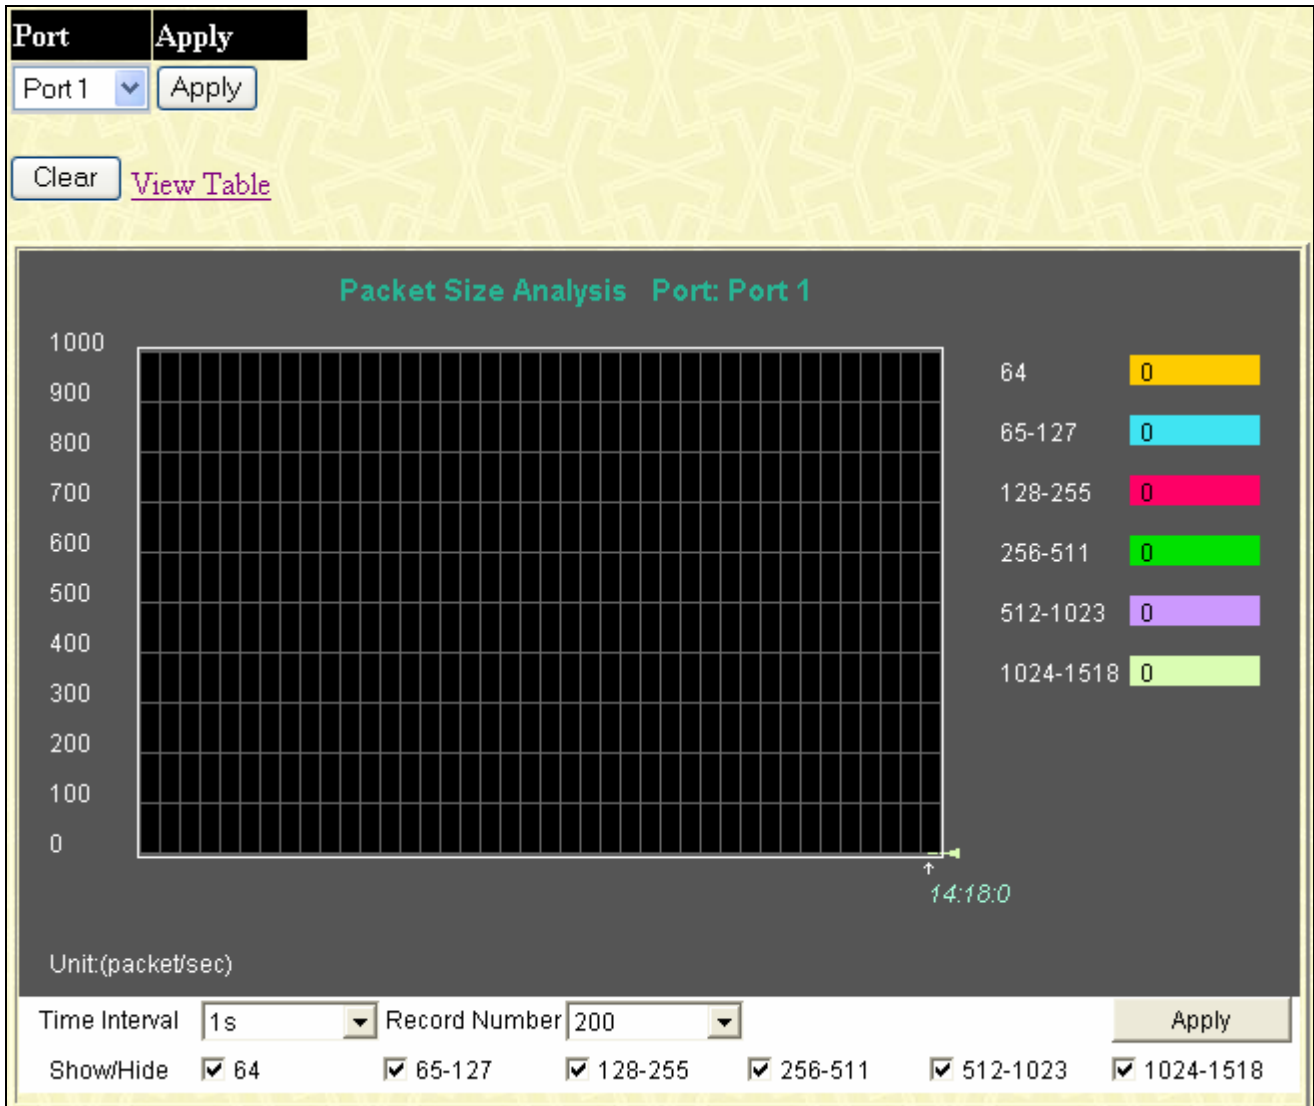 Port Apply
Port 1 Apply
Clear View Table
Packet Size Analysis Port: Port 1
1000
900
800
700
600
500
400
300
200
100
0
64 0
65-127 0
128-255 0
256-511 0
512-1023 0
1024-1518 0
14:18:0
Unit:(packet/sec)
Time Interval 1s Record Number 200 Apply
Show/Hide 64 65-127 128-255 256-511 512-1023 1024-1518